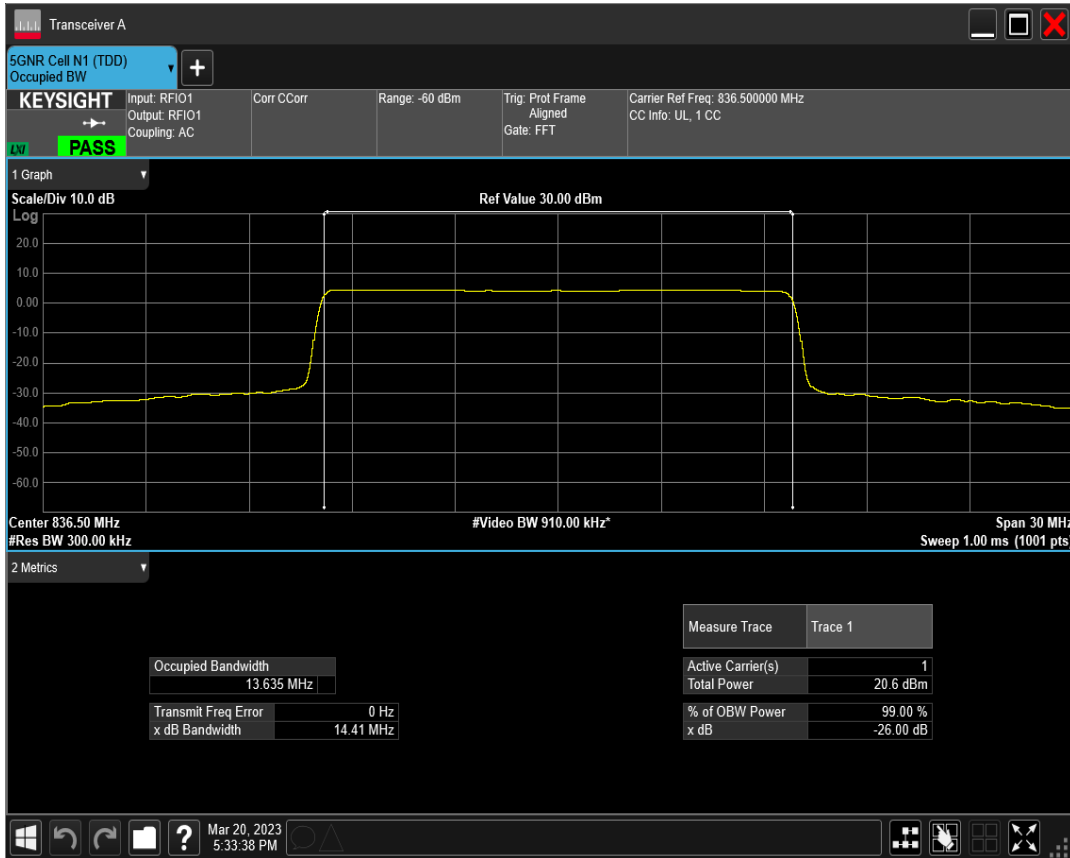 Transceiver A
5GNR Cell N1 (TDD)
Occupied BW
+
KEYSIGHT
LXI
PASS
Input: RFIO1
Output: RFIO1
Coupling: AC
Corr CCorr
Range: -60 dBm
Trig: Prot Frame
Aligned
Gate: FFT
Carrier Ref Freq: 836.500000 MHz
CC Info: UL, 1 CC
1 Graph
Scale/Div 10.0 dB
Ref Value 30.00 dBm
Log
20.0
10.0
0.00
-10.0
-20.0
-30.0
-40.0
-50.0
-60.0
Center 836.50 MHz
#Video BW 910.00 kHz*
Span 30 MHz
#Res BW 300.00 kHz
Sweep 1.00 ms (1001 pts)
2 Metrics
Measure Trace Trace 1
Occupied Bandwidth
13.635 MHz
Active Carrier(s) 1
Total Power 20.6 dBm
Transmit Freq Error 0 Hz
x dB Bandwidth 14.41 MHz
% of OBW Power 99.00 %
x dB -26.00 dB
?
Mar 20, 2023
5:33:38 PM